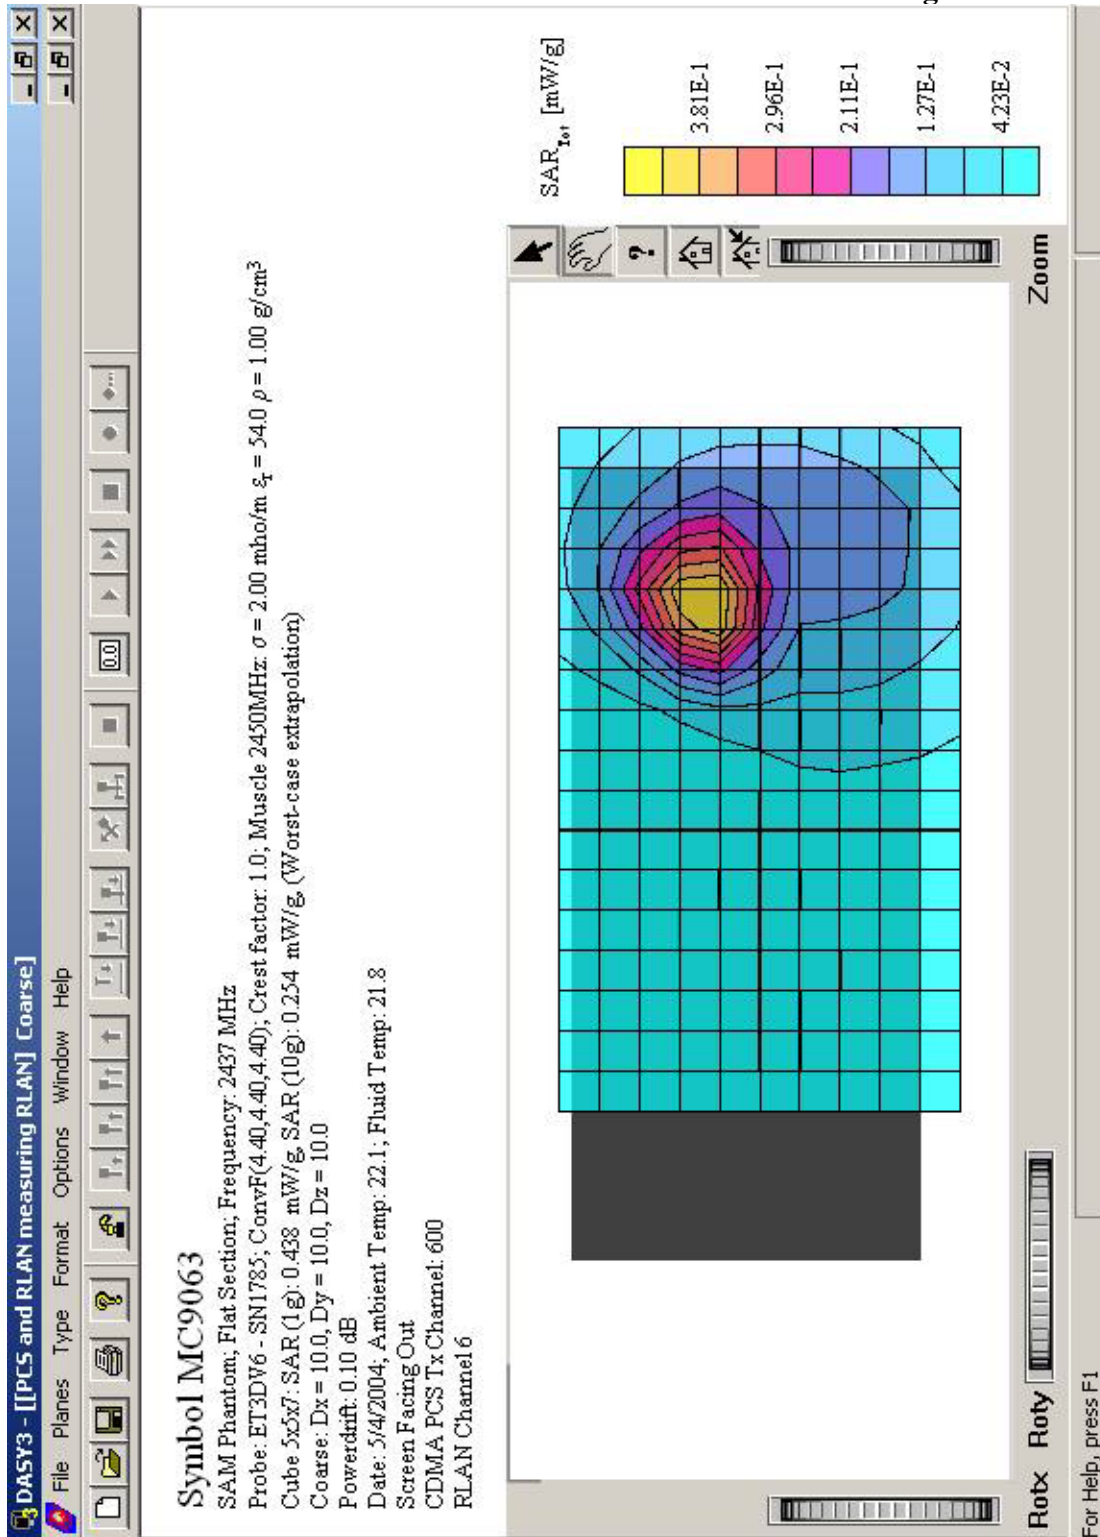 DASY3 - [[PCS and RLAN measuring RLAN] Coarse]
File Planes Type Format Options Window Help
0.0
Symbol MC9063
SAM Phantom; Flat Section; Frequency: 2437 MHz
Probe: ET3DV6 - SN1785; ConvF(4.40,4.40,4.40); Crest factor: 1.0; Muscle 2450MHz: σ = 2.00 mho/m εr = 54.0 ρ = 1.00 g/cm³
Cube 5x5x7: SAR (1g): 0.438 mW/g, SAR (10g): 0.254 mW/g, (Worst-case extrapolation)
Coarse: Dx = 10.0, Dy = 10.0, Dz = 10.0
Powerdrift: 0.10 dB
Date: 5/4/2004; Ambient Temp: 22.1; Fluid Temp: 21.8
Screen Facing Out
CDMA PCS Tx Channel: 600
RLAN Channel 6
SAR Tot [mW/g]
3.81E-1
2.96E-1
2.11E-1
1.27E-1
4.23E-2
Rotx Roty Zoom
For Help, press F1